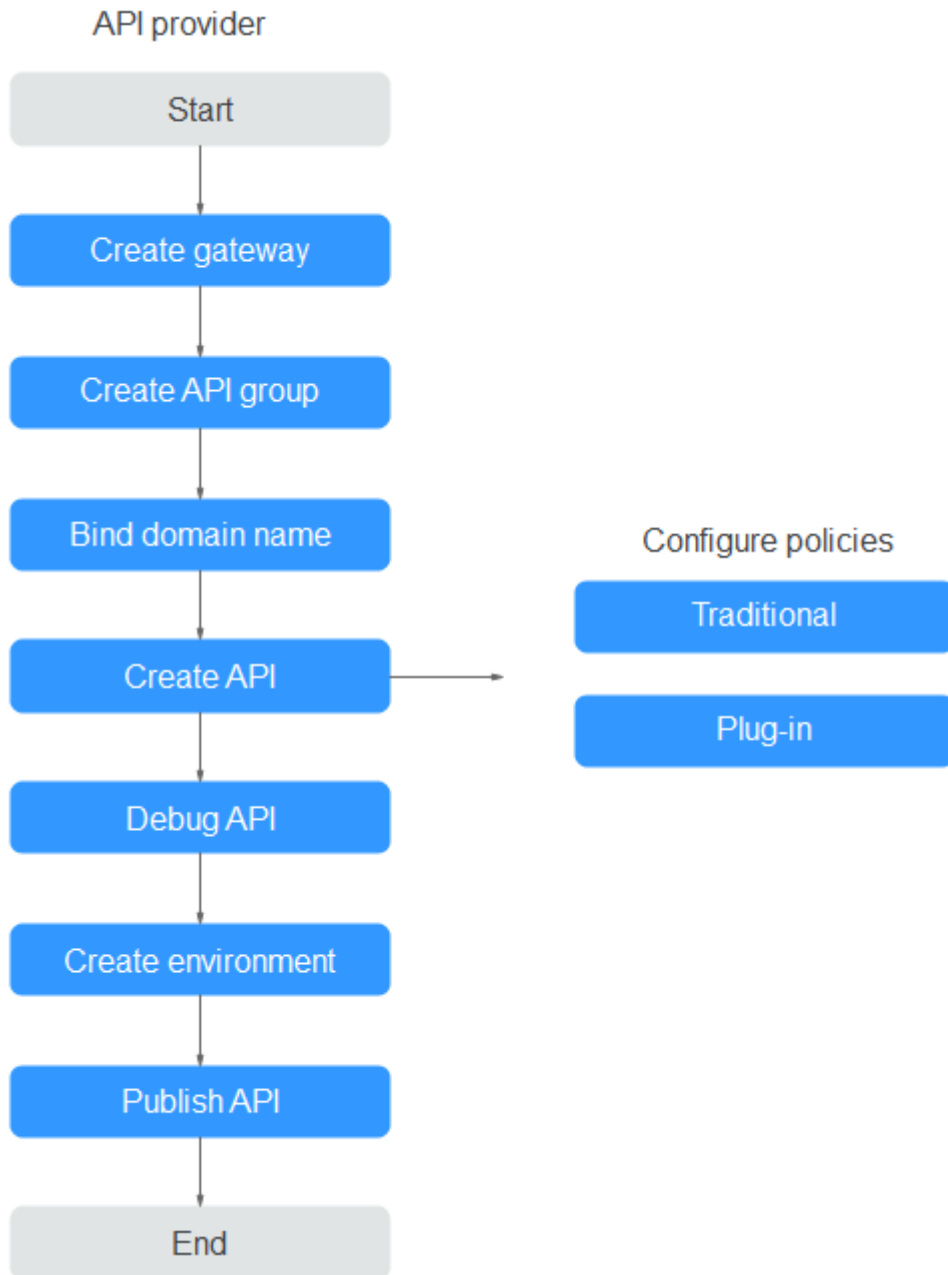 API provider
Start
Create gateway
Create API group
Bind domain name
Create API
Debug API
Create environment
Publish API
End
Configure policies
Traditional
Plug-in